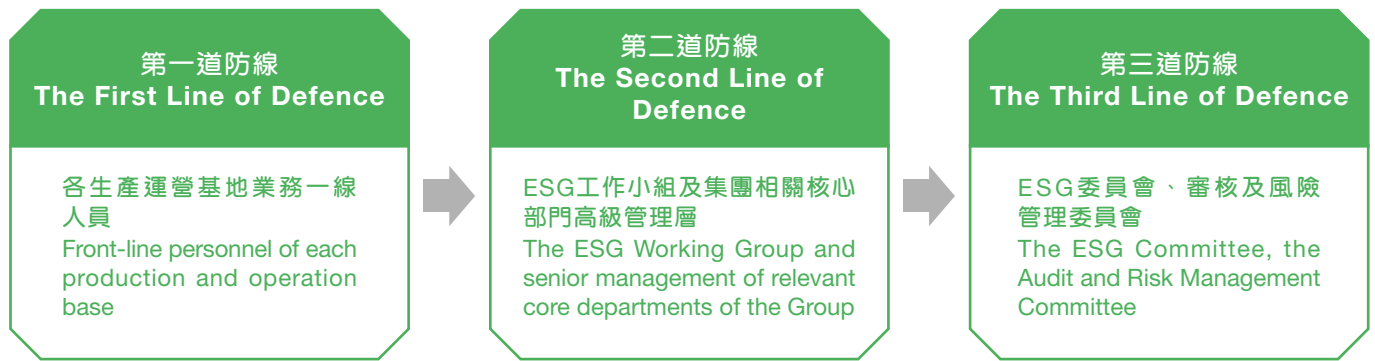 第一道防線
The First Line of Defence
各生產運營基地業務一線
人員
Front-line personnel of each
production and operation
base
第二道防線
The Second Line of
Defence
ESG工作小組及集團相關核心
部門高級管理層
The ESG Working Group and
senior management of relevant
core departments of the Group
第三道防線
The Third Line of Defence
ESG委員會、審核及風險
管理委員會
The ESG Committee, the
Audit and Risk Management
Committee